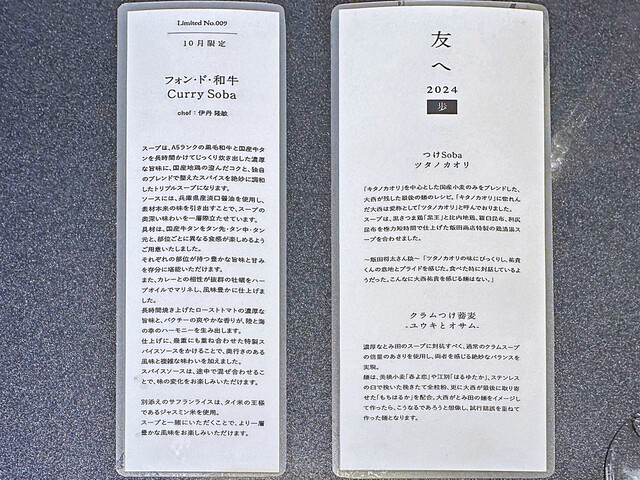 Limited No.009
10月限定
フォン・ド・和牛
Curry Soba
chef：伊丹 隆敏
スープは、A5ランクの黒毛和牛と国産牛タ
ンを長時間かけてじっくり炊き出した濃厚
な旨味に、国産地鶏の澄んだコクと、独自
のブレンドで整えたスパイスを絶妙に調和
したトリプルスープになります。
ソースには、兵庫県産淡口醤油を使用し、
素材本来の味を引き出すことで、スープの
奥深い味わいを一層際立たせています。
具材は、国産牛タンをタン先・タン中・タン
元と、部位ごとに異なる食感が楽しめるよう
ご用意いたしました。
それぞれの部位が持つ豊かな旨味と甘み
を存分に堪能いただけます。
また、カレーとの相性が抜群の牡蠣をハー
ブオイルでマリネし、風味豊かに仕上げま
した。
長時間焼き上げたローストトマトの濃厚な
旨味と、パクチーの爽やかな香りが、陸と海
の幸のハーモニーを生み出します。
仕上げに、幾重にも重ね合わせた特製ス
パイスソースをかけることで、奥行きのある
風味と複雑な味わいを加えました。
スパイスソースは、途中で混ぜ合わせるこ
とで、味の変化をお楽しみいただけます。
別添えのサフランライスは、タイ米の王様
であるジャスミン米を使用。
スープと一緒にいただくことで、より一層
豊かな風味をお楽しみいただけます。
友
へ
2024
歩
つけSoba
ツタノカオリ
「キタノカオリ」を中心とした国産小麦のみをブレンドした、
大西が残した最後の麺のレシピ。「キタノカオリ」に惚れん
だ大西は愛称として「ツタノカオリ」と呼んでおりました。
スープは、黒さつま鶏「黒王」と比内地鶏、羅臼昆布、利尻
昆布を極力短時間で仕上げた飯田商店特製の鶏清湯ス
ープを合わせました。
〜飯田将太さん談〜「ツタノカオリの味にびっくりし、祐貴
くんの意地とプライドを感じた。食べた時に対話しているよ
うだった。こんなに大西祐貴を感じる麺はない。」
クラムつけ蕎麦
-ユウキとオサム-
濃厚なとみ田のスープに対抗すべく、通常のクラムスープ
の倍量のあさりを使用し、両者を感じる絶妙なバランスを
実現。
麺は、美瑛小麦「春よ恋」や江別「はるゆたか」、ステンレス
の臼で挽いた挽きたて全粒粉、更に大西が最後に取り寄
せた「もちはるか」を配合。大西がとみ田の麺をイメージし
て作ったら、こうなるであろうと想像し、試行錯誤を重ねて
作った麺となります。